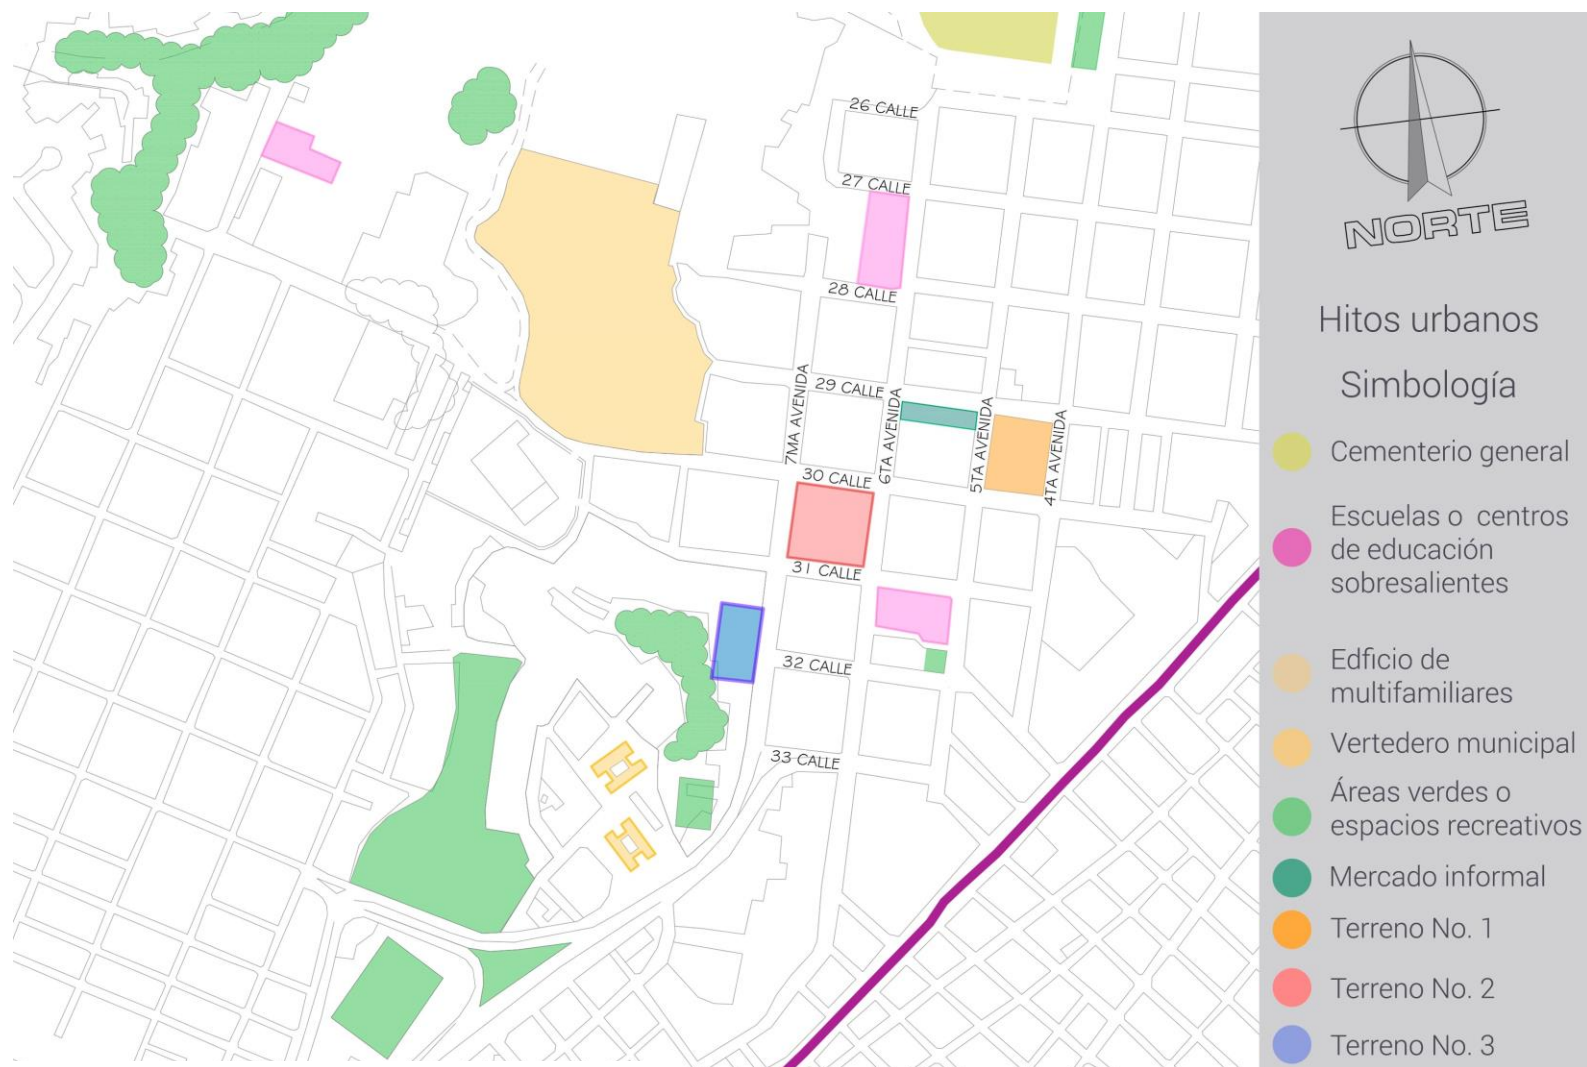 26 CALLE
27 CALLE
28 CALLE
29 CALLE
7MA AVENIDA
6TA AVENIDA
5TA AVENIDA
4TA AVENIDA
30 CALLE
31 CALLE
32 CALLE
33 CALLE
NORTE
Hitos urbanos
Simbología
Cementerio general
Escuelas o centros
de educación
sobresalientes
Edficio de
multifamiliares
Vertedero municipal
Áreas verdes o
espacios recreativos
Mercado informal
Terreno No. 1
Terreno No. 2
Terreno No. 3